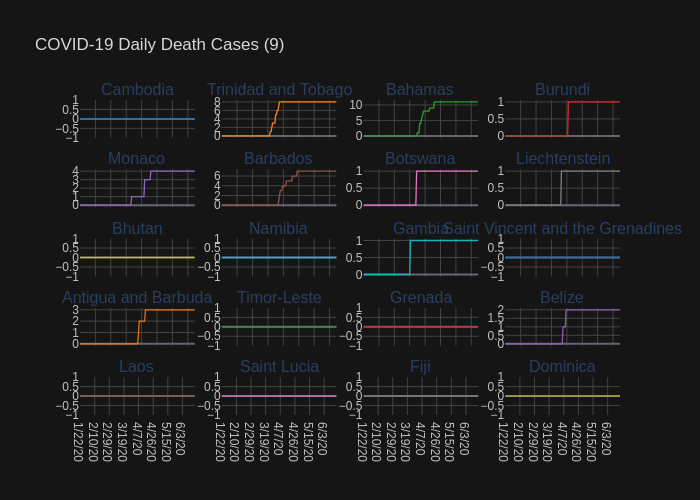 COVID-19 Daily Death Cases (9)
Cambodia Trinidad and Tobago Bahamas Burundi
1 0.5 0 −0.5 −1 8 6 4 2 0 10 5 0 1 0.5 0
Monaco Barbados Botswana Liechtenstein
4 3 2 1 0 6 4 2 0 1 0.5 0 1 0.5 0
Bhutan Namibia Gambia Saint Vincent and the Grenadines
1 0.5 0 −0.5 −1 1 0.5 0 −0.5 −1 1 0.5 0 1 0.5 0 −0.5 −1
Antigua and Barbuda Timor-Leste Grenada Belize
3 2 1 0 1 0.5 0 −0.5 −1 1 0.5 0 −0.5 −1 2 1.5 1 0.5 0
Laos Saint Lucia Fiji Dominica
1 0.5 0 −0.5 −1 1 0.5 0 −0.5 −1 1 0.5 0 −0.5 −1 1 0.5 0 −0.5 −1
1/22/20 2/10/20 2/29/20 3/19/20 4/7/20 4/26/20 5/15/20 6/3/20 1/22/20 2/10/20 2/29/20 3/19/20 4/7/20 4/26/20 5/15/20 6/3/20 1/22/20 2/10/20 2/29/20 3/19/20 4/7/20 4/26/20 5/15/20 6/3/20 1/22/20 2/10/20 2/29/20 3/19/20 4/7/20 4/26/20 5/15/20 6/3/20